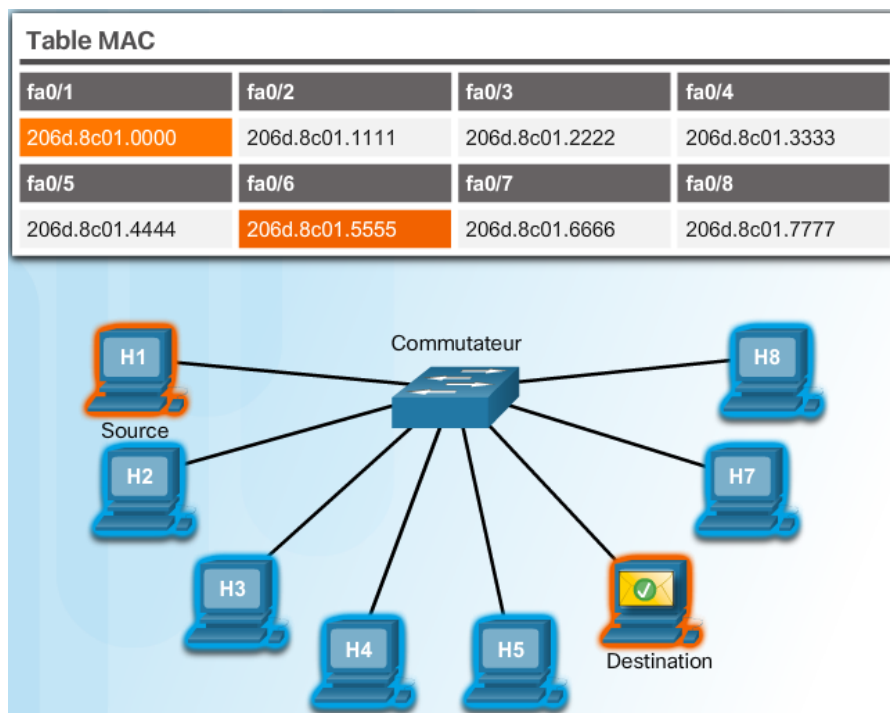 Table MAC
fa0/1 fa0/2 fa0/3 fa0/4
206d.8c01.0000 206d.8c01.1111 206d.8c01.2222 206d.8c01.3333
fa0/5 fa0/6 fa0/7 fa0/8
206d.8c01.4444 206d.8c01.5555 206d.8c01.6666 206d.8c01.7777
Commutateur
H1
H8
Source
H2
H7
H3
H4
H5
Destination